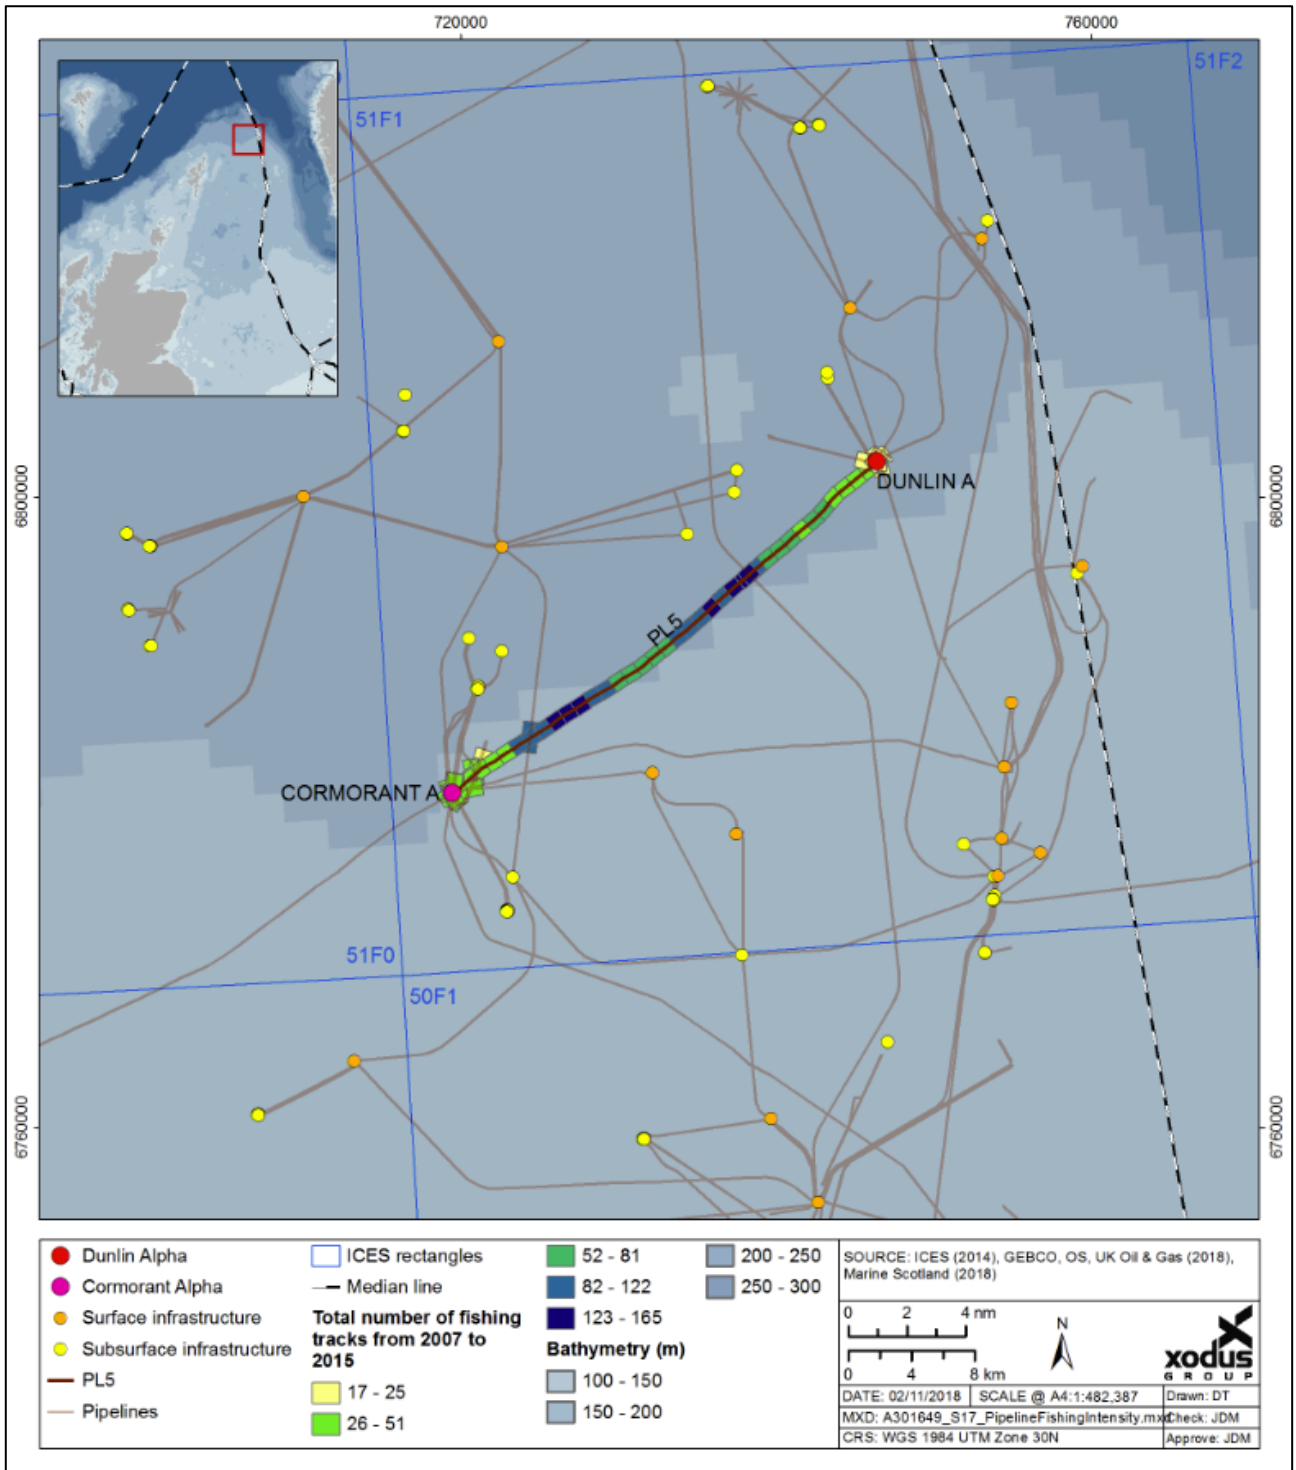 720000
760000
51F2
51F1
6800000
6800000
DUNLIN A
PL5
CORMORANT A
51F0
50F1
6760000
6760000
Dunlin Alpha
Cormorant Alpha
Surface infrastructure
Subsurface infrastructure
PL5
Pipelines
ICES rectangles
Median line
Total number of fishing
tracks from 2007 to
2015
17 - 25
26 - 51
52 - 81
82 - 122
123 - 165
Bathymetry (m)
100 - 150
150 - 200
200 - 250
250 - 300
SOURCE: ICES (2014), GEBCO, OS, UK Oil & Gas (2018),
Marine Scotland (2018)
0 2 4 nm
0 4 8 km
N
xodus
GROUP
DATE: 02/11/2018 SCALE @ A4:1:482,387 Drawn: DT
MXD: A301649_S17_PipelineFishingIntensity.mxd Check: JDM
CRS: WGS 1984 UTM Zone 30N Approve: JDM